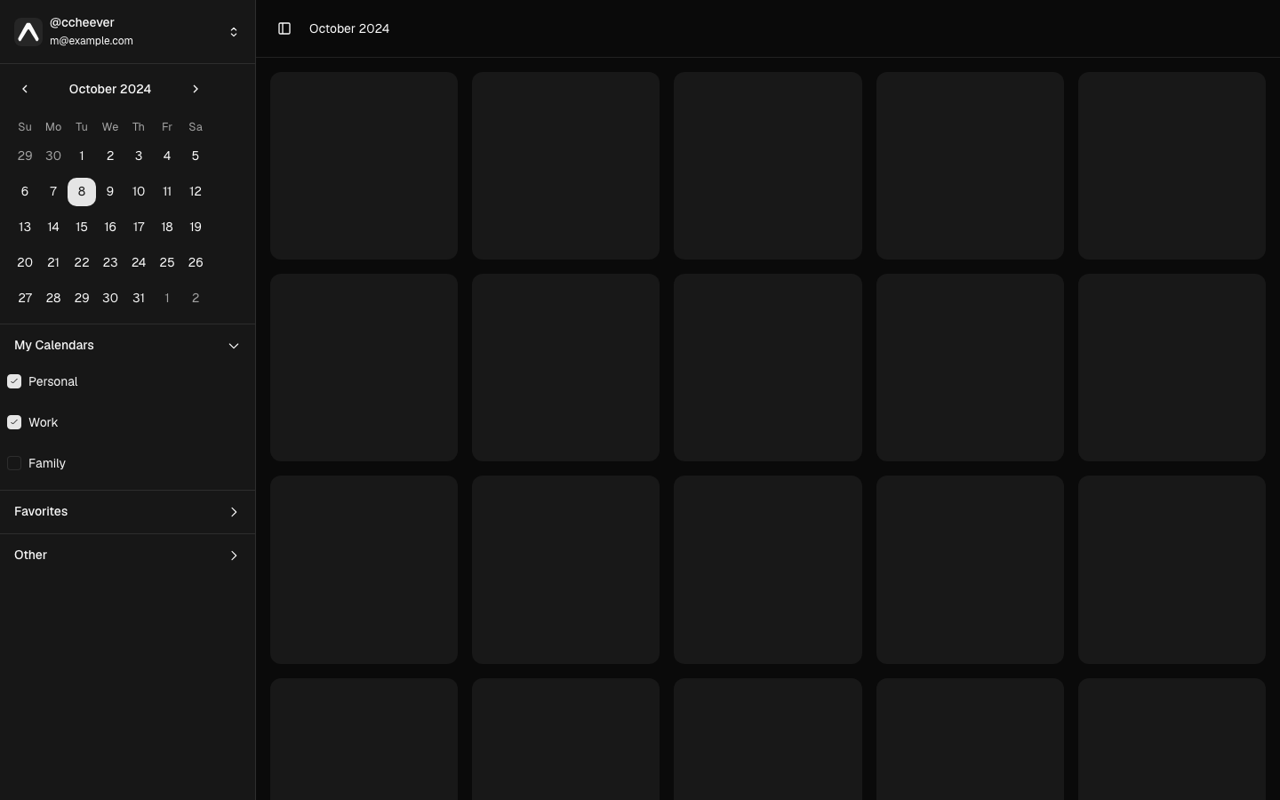 @ccheever
m@example.com
October 2024
October 2024
Su Mo Tu We Th Fr Sa
29 30 1 2 3 4 5
6 7 8 9 10 11 12
13 14 15 16 17 18 19
20 21 22 23 24 25 26
27 28 29 30 31 1 2
My Calendars
Personal
Work
Family
Favorites
Other